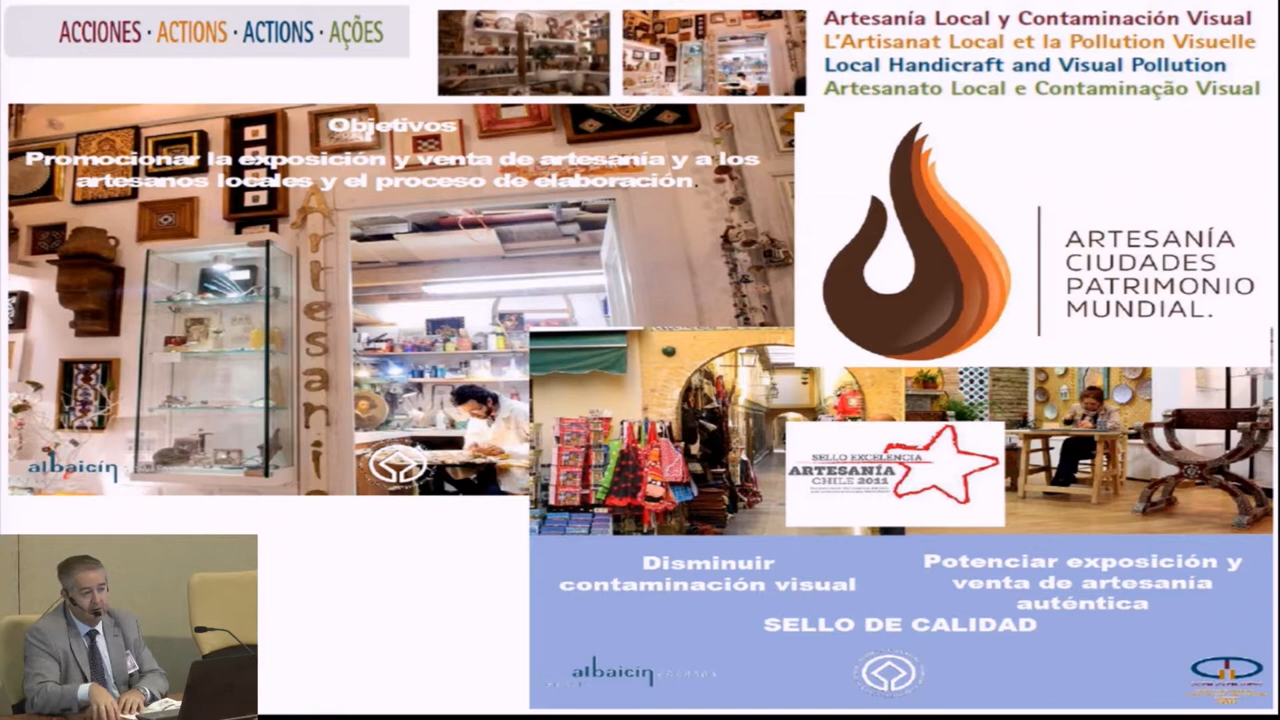 ACCIONES · ACTIONS · ACTIONS · AÇÕES
Artesanía Local y Contaminación Visual
L'Artisanat Local et la Pollution Visuelle
Local Handicraft and Visual Pollution
Artesanato Local e Contaminação Visual
Objetivos
Promocionar la exposición y venta de artesanía y a los
artesanos locales y el proceso de elaboración.
Artesanía
ARTESANÍA
CIUDADES
PATRIMONIO
MUNDIAL.
albaicín
SELLO EXCELENCIA
ARTESANÍA
CHILE 2011
Disminuir
contaminación visual
Potenciar exposición y
venta de artesanía
auténtica
SELLO DE CALIDAD
albaicín